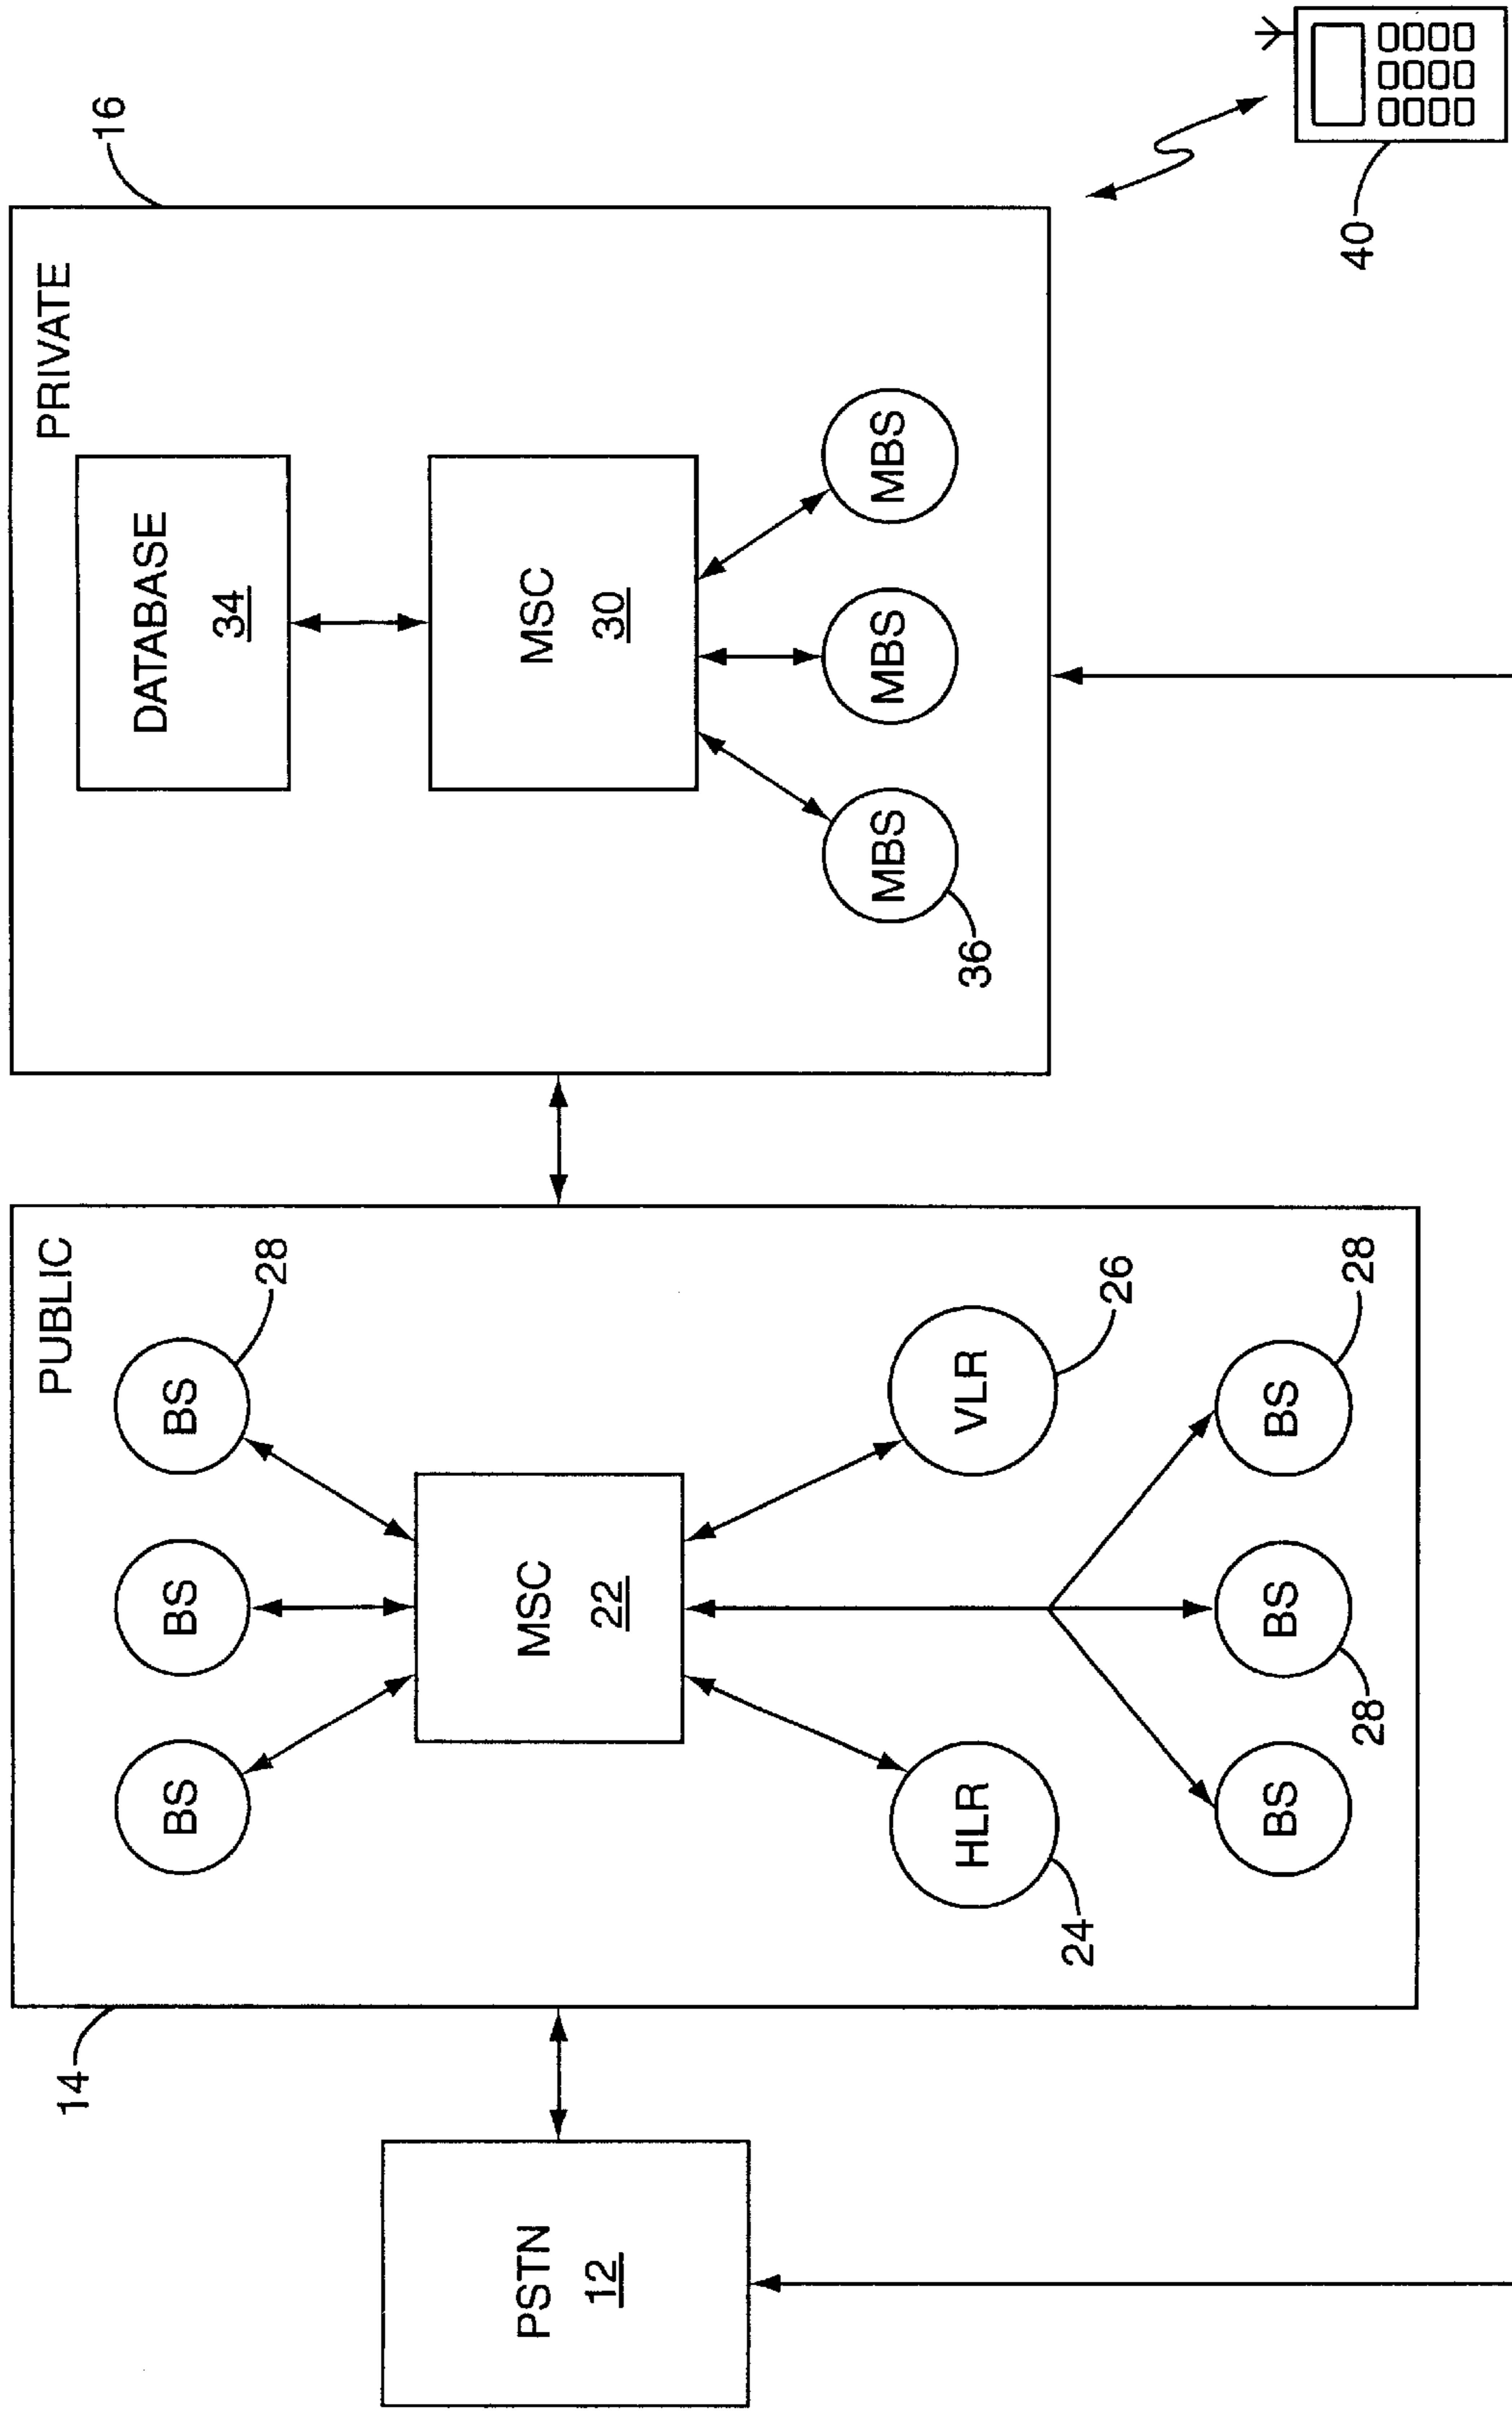 14
PUBLIC
16
PRIVATE
BS
BS
BS
28
DATABASE
34
PSTN
12
MSC
22
MSC
30
HLR
24
VLR
26
MBS
MBS
MBS
36
BS
BS
BS
28
28
40